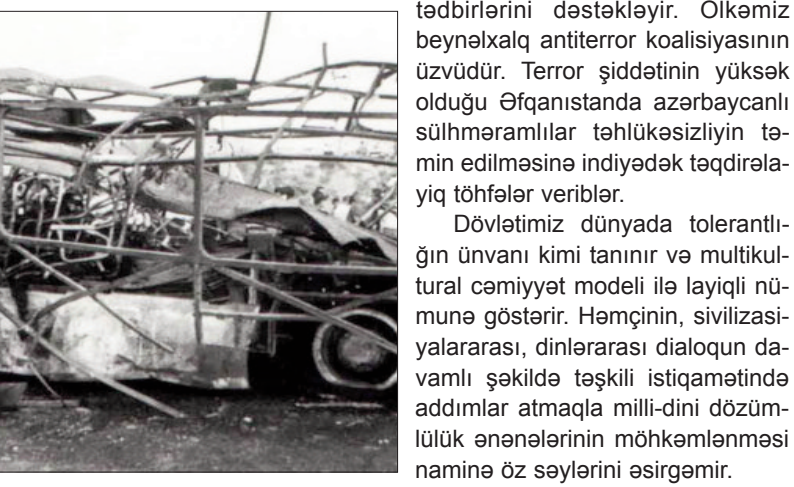 tədbirlərini dəstəkləyir. Ölkəmiz
beynəlxalq antiterror koalisiyasının
üzvüdür. Terror şiddətinin yüksək
olduğu Əfqanıstanda azərbaycanlı
sülhməramlılar təhlükəsizliyin tə-
min edilməsinə indiyədək təqdirəla-
yiq töhfələr veriblər.
Dövlətimiz dünyada tolerantlı-
ğın ünvanı kimi tanınır və multikul-
tural cəmiyyət modeli ilə layiqli nü-
munə göstərir. Həmçinin, sivilizasi-
yalararası, dinlərarası dialoqun da-
vamlı şəkildə təşkili istiqamətində
addımlar atmaqla milli-dini dözüm-
lülük ənənələrinin möhkəmlənməsi
naminə öz səylərini əsirgəmir.